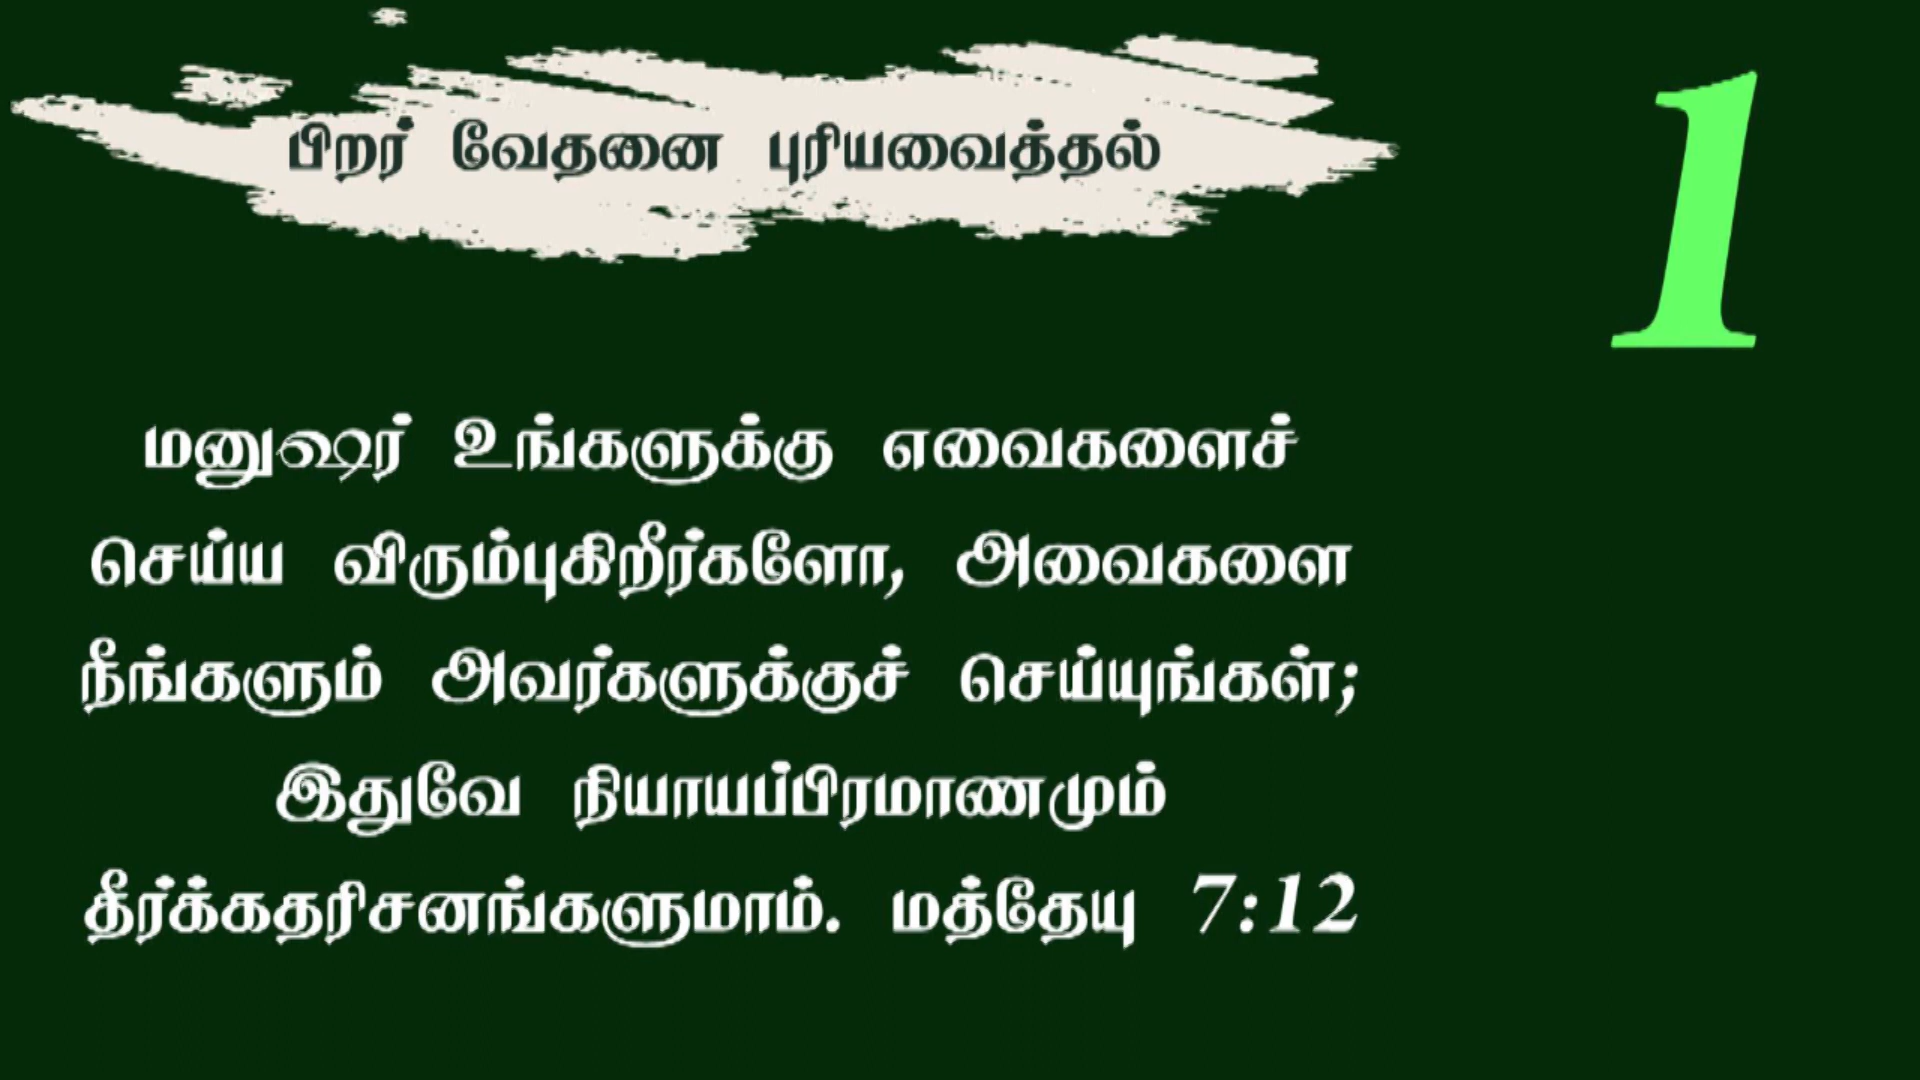 பிறர் வேதனை புரியவைத்தல்
1
மனுஷர் உங்களுக்கு எவைகளைச்
செய்ய விரும்புகிறீர்களோ, அவைகளை
நீங்களும் அவர்களுக்குச் செய்யுங்கள்;
இதுவே நியாயப்பிரமாணமும்
தீர்க்கதரிசனங்களுமாம். மத்தேயு 7:12